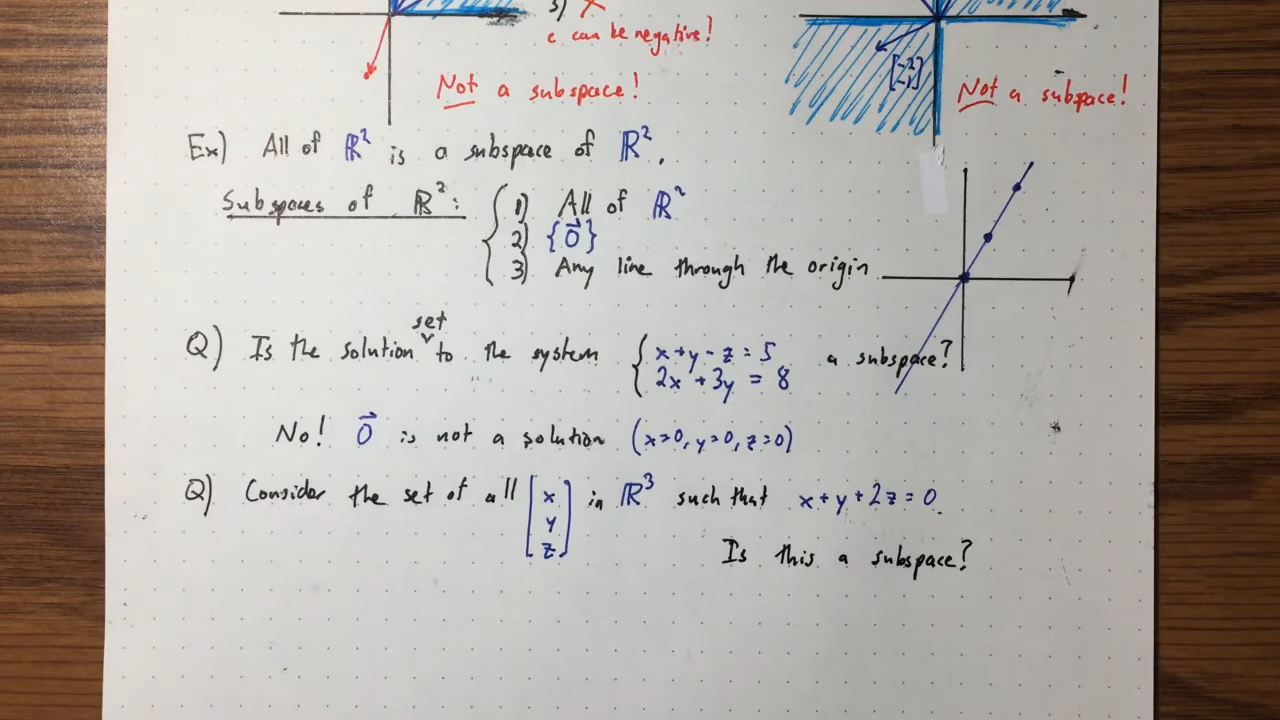 3) ✗
c can be negative!
Not a subspace!
[-2 -1]
Not a subspace!
Ex) All of ℝ² is a subspace of ℝ².
Subspaces of ℝ²: { 1) All of ℝ²
2) {0⃗}
3) Any line through the origin
Q) Is the solution set to the system { x+y-z=5 a subspace?
2x+3y=8
No! 0⃗ is not a solution (x=0, y=0, z=0)
Q) Consider the set of all [x y z] in ℝ³ such that x+y+2z=0.
Is this a subspace?